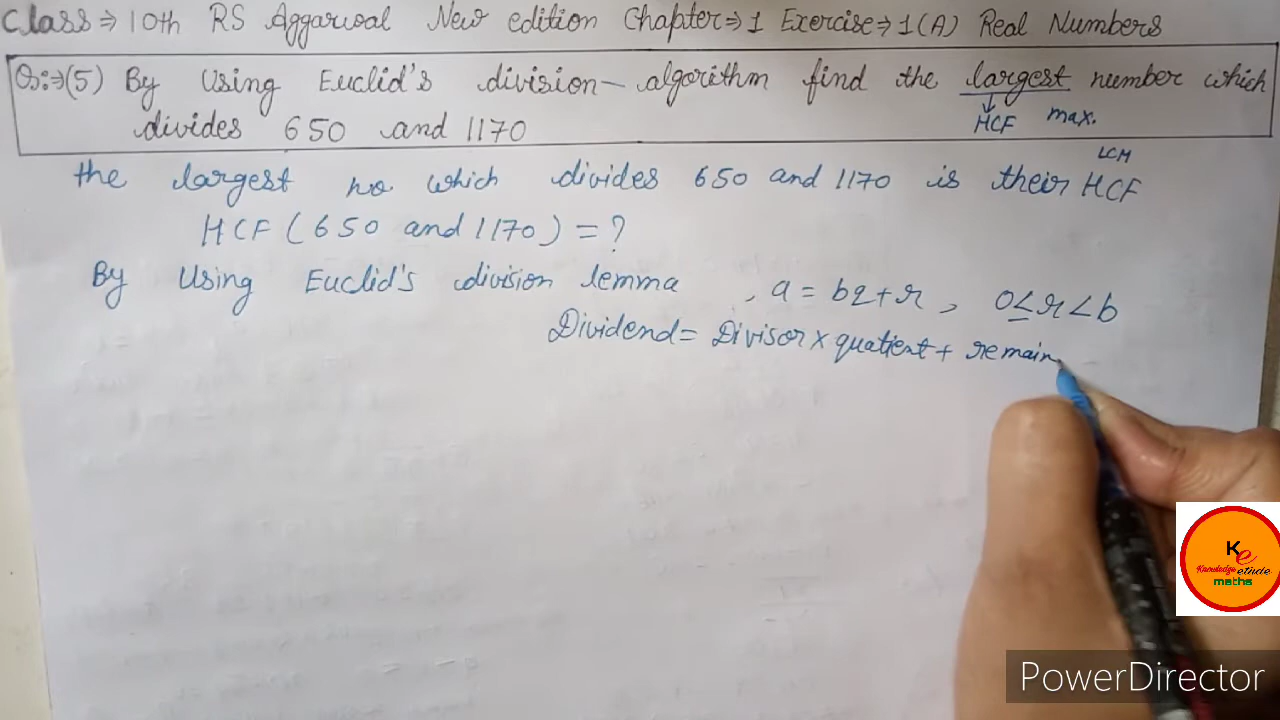 Class⇒10th RS Aggarwal New edition Chapter⇒1 Exercise⇒1(A) Real Numbers
Q:⇒(5) By Using Euclid's division-algorithm find the largest number which
divides 650 and 1170
↓
HCF max.
LCM
the largest no which divides 650 and 1170 is their HCF
HCF (650 and 1170) = ?
By Using Euclid's division lemma , a = bq+r , 0≤r<b
Dividend = Divisor × quatient + remain
Ke
Knowledge etude
maths
PowerDirector